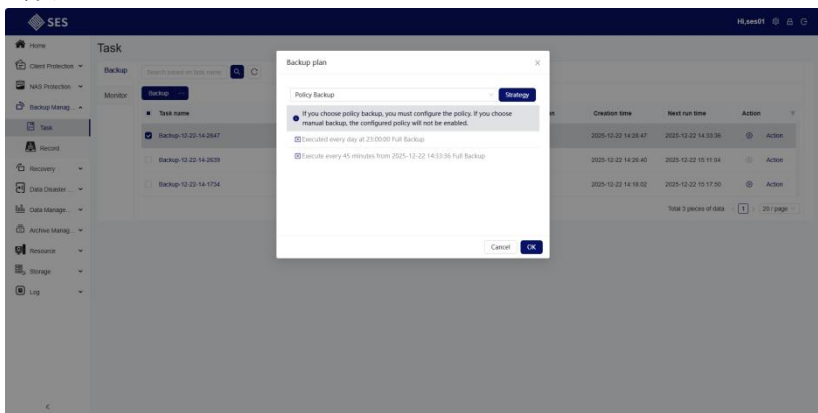 SES
Hi,ses01
Home
Client Protection
NAS Protection
Backup Manag...
Task
Record
Recovery
Data Disaster ...
Data Manage...
Archive Manag...
Resource
Storage
Log
Task
Backup
Monitor
Search based on task name
Backup ...
Task name
Creation time
Next run time
Action
Backup-12-22-14-2647
2025-12-22 14:26:47
2025-12-22 14:33:36
Action
Backup-12-22-14-2639
2025-12-22 14:26:40
2025-12-22 15:11:04
Action
Backup-12-22-14-1734
2025-12-22 14:18:02
2025-12-22 15:17:50
Action
Total 3 pieces of data
1
20 / page
Backup plan
Policy Backup
Strategy
If you choose policy backup, you must configure the policy. If you choose
manual backup, the configured policy will not be enabled.
Executed every day at 23:00:00 Full Backup
Execute every 45 minutes from 2025-12-22 14:33:36 Full Backup
Cancel
OK